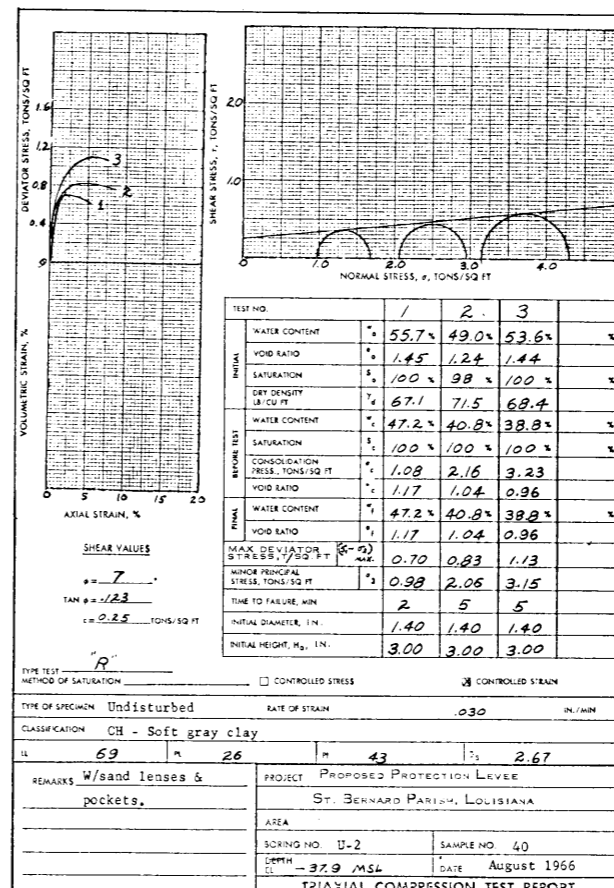 DEVIATOR STRESS, TONS/SQ FT
1.6
1.2
0.8
0.4
0
3
2
1
SHEAR STRESS, τ, TONS/SQ FT
2.0
1.0
0
1.0
2.0
3.0
4.0
NORMAL STRESS, σ, TONS/SQ FT
VOLUMETRIC STRAIN, %
0 5 10 15 20
AXIAL STRAIN, %
SHEAR VALUES
φ = 7 °
TAN φ = .123
c = 0.25 TONS/SQ FT
TEST NO. 1 2. 3
INITIAL
WATER CONTENT 55.7 % 49.0 % 53.6 % %
VOID RATIO 1.45 1.24 1.44
SATURATION 100 % 98 % 100 % %
DRY DENSITY LB/CU FT 67.1 71.5 68.4
BEFORE TEST
WATER CONTENT 47.2 % 40.8 % 38.8 % %
SATURATION 100 % 100 % 100 % %
CONSOLIDATION PRESS., TONS/SQ FT 1.08 2.16 3.23
VOID RATIO 1.17 1.04 0.96
FINAL
WATER CONTENT 47.2 % 40.8 % 38.8 % %
VOID RATIO 1.17 1.04 0.96
MAX DEVIATOR STRESS, T/SQ. FT MAX. 0.70 0.83 1.13
MINOR PRINCIPAL STRESS, TONS/SQ FT σ3 0.98 2.06 3.15
TIME TO FAILURE, MIN 2 5 5
INITIAL DIAMETER, IN. 1.40 1.40 1.40
INITIAL HEIGHT, H₀, IN. 3.00 3.00 3.00
TYPE TEST "R"
METHOD OF SATURATION
CONTROLLED STRESS
CONTROLLED STRAIN
TYPE OF SPECIMEN Undisturbed RATE OF STRAIN .030 IN./MIN
CLASSIFICATION CH - Soft gray clay
LL 69 PL 26 PI 43 2.67
REMARKS W/sand lenses &
pockets.
PROJECT PROPOSED PROTECTION LEVEE
ST. BERNARD PARISH, LOUISIANA
AREA
BORING NO. U-2 SAMPLE NO. 40
DEPTH EL -37.9 MSL DATE August 1966
TRIAXIAL COMPRESSION TEST REPORT